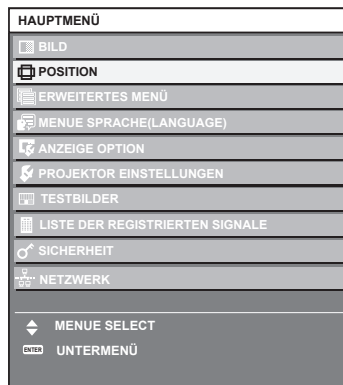 HAUPTMENÜ
BILD
POSITION
ERWEITERTES MENÜ
MENUE SPRACHE(LANGUAGE)
ANZEIGE OPTION
PROJEKTOR EINSTELLUNGEN
TESTBILDER
LISTE DER REGISTRIERTEN SIGNALE
SICHERHEIT
NETZWERK
MENUE SELECT
ENTER UNTERMENÜ